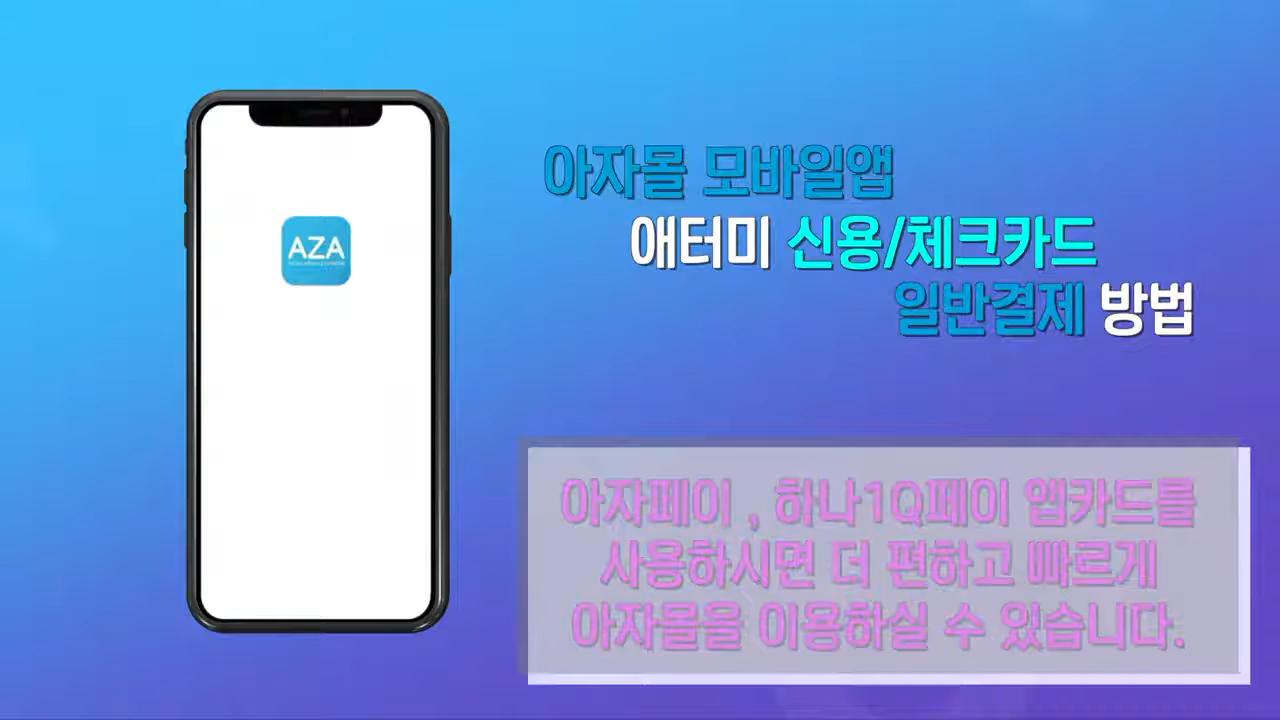 AZA
아자몰 모바일앱
애터미 신용/체크카드
일반결제 방법
아자페이 , 하나1Q페이 앱카드를
사용하시면 더 편하고 빠르게
아자몰을 이용하실 수 있습니다.